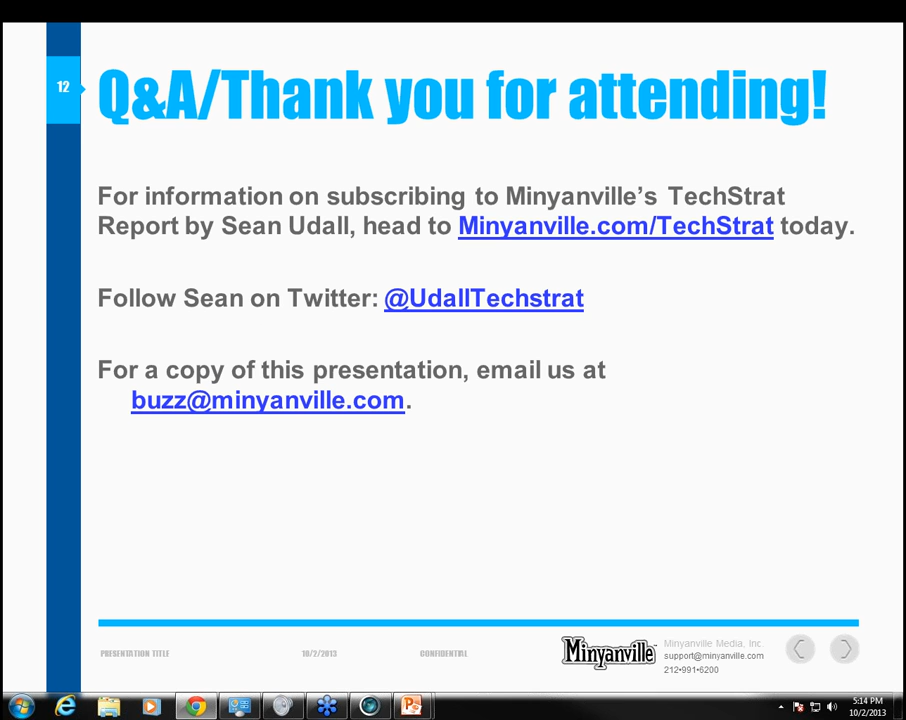 12
Q&A/Thank you for attending!
For information on subscribing to Minyanville’s TechStrat
Report by Sean Udall, head to Minyanville.com/TechStrat today.
Follow Sean on Twitter: @UdallTechstrat
For a copy of this presentation, email us at
buzz@minyanville.com.
PRESENTATION TITLE
10/2/2013
CONFIDENTIAL
Minyanville
Minyanville Media, Inc.
support@minyanville.com
212•991•6200
5:14 PM
10/2/2013